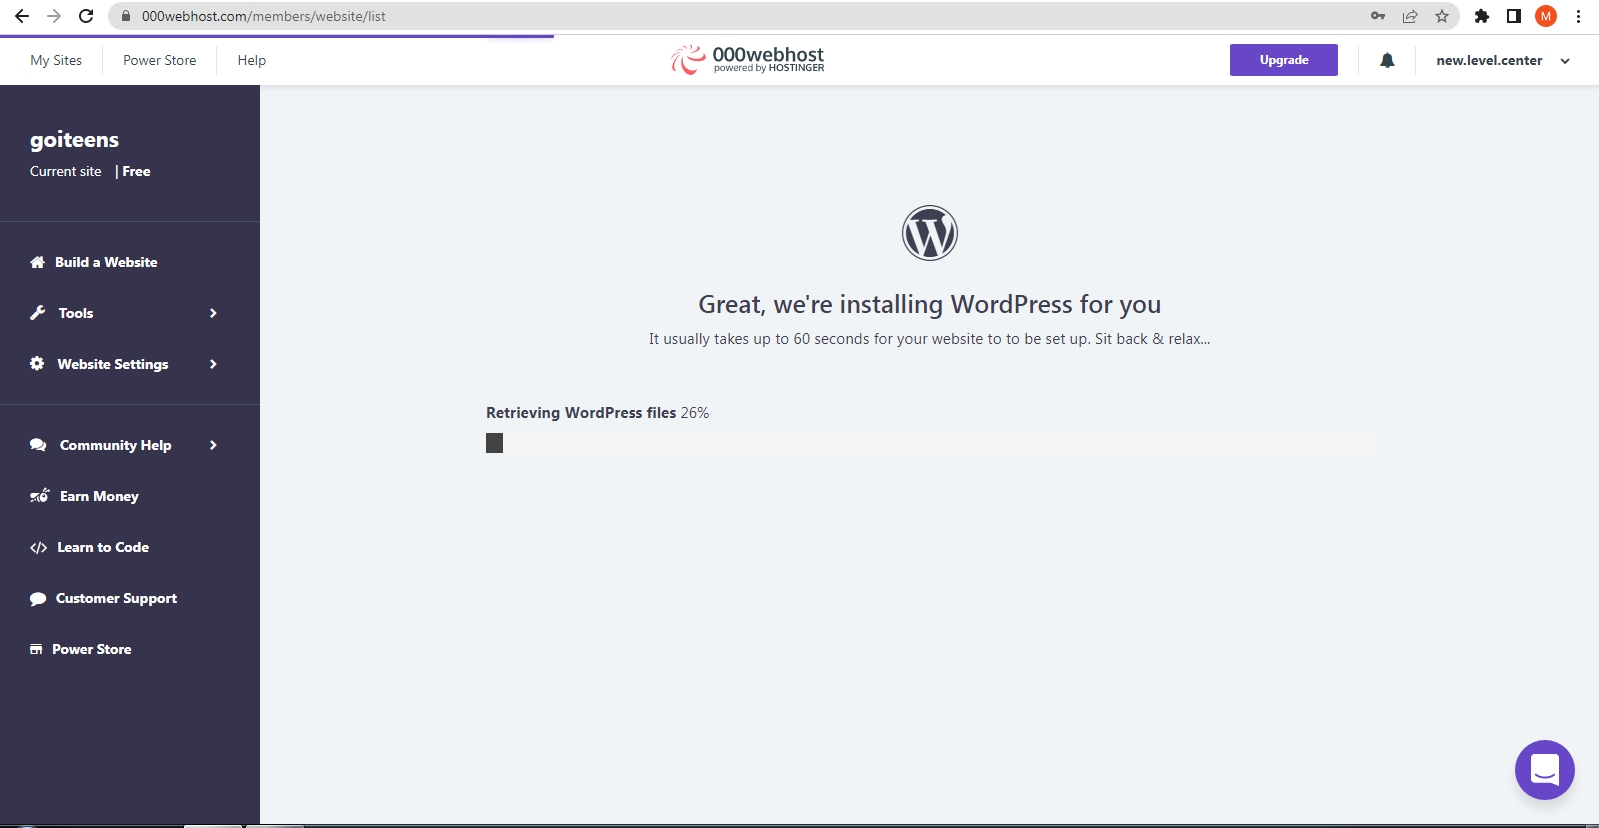 000webhost.com/members/website/list
M
My Sites
Power Store
Help
000webhost
powered by HOSTINGER
Upgrade
new.level.center
goiteens
Current site | Free
Build a Website
Tools
Website Settings
Community Help
Earn Money
Learn to Code
Customer Support
Power Store
Great, we're installing WordPress for you
It usually takes up to 60 seconds for your website to to be set up. Sit back & relax...
Retrieving WordPress files 26%